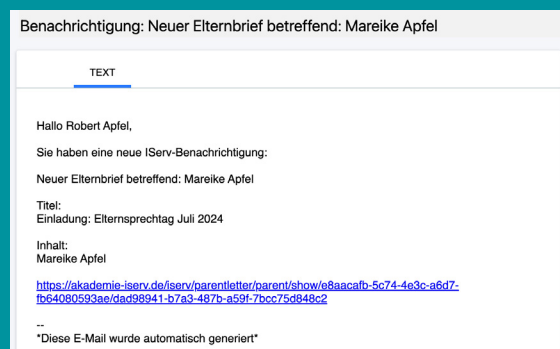 Benachrichtigung: Neuer Elternbrief betreffend: Mareike Apfel
TEXT
Hallo Robert Apfel,
Sie haben eine neue IServ-Benachrichtigung:
Neuer Elternbrief betreffend: Mareike Apfel
Titel:
Einladung: Elternsprechtag Juli 2024
Inhalt:
Mareike Apfel
https://akademie-iserv.de/iserv/parentletter/parent/show/e8aacafb-5c74-4e3c-a6d7-
fb64080593ae/dad98941-b7a3-487b-a59f-7bcc75d848c2
--
*Diese E-Mail wurde automatisch generiert*